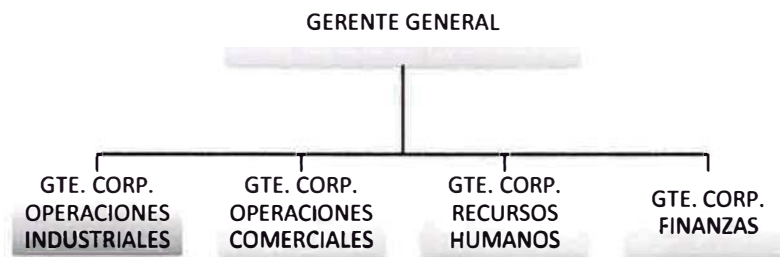 GERENTE GENERAL
GTE. CORP.
OPERACIONES
INDUSTRIALES
GTE. CORP.
OPERACIONES
COMERCIALES
GTE. CORP.
RECURSOS
HUMANOS
GTE. CORP.
FINANZAS